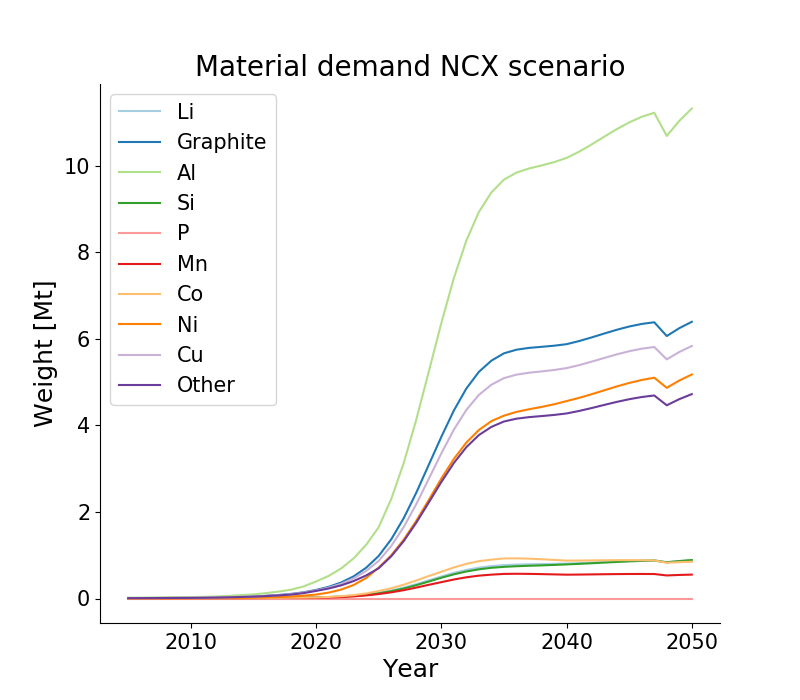 Material demand NCX scenario
Li
Graphite
Al
Si
P
Mn
Co
Ni
Cu
Other
Weight [Mt]
10
8
6
4
2
0
2010 2020 2030 2040 2050
Year